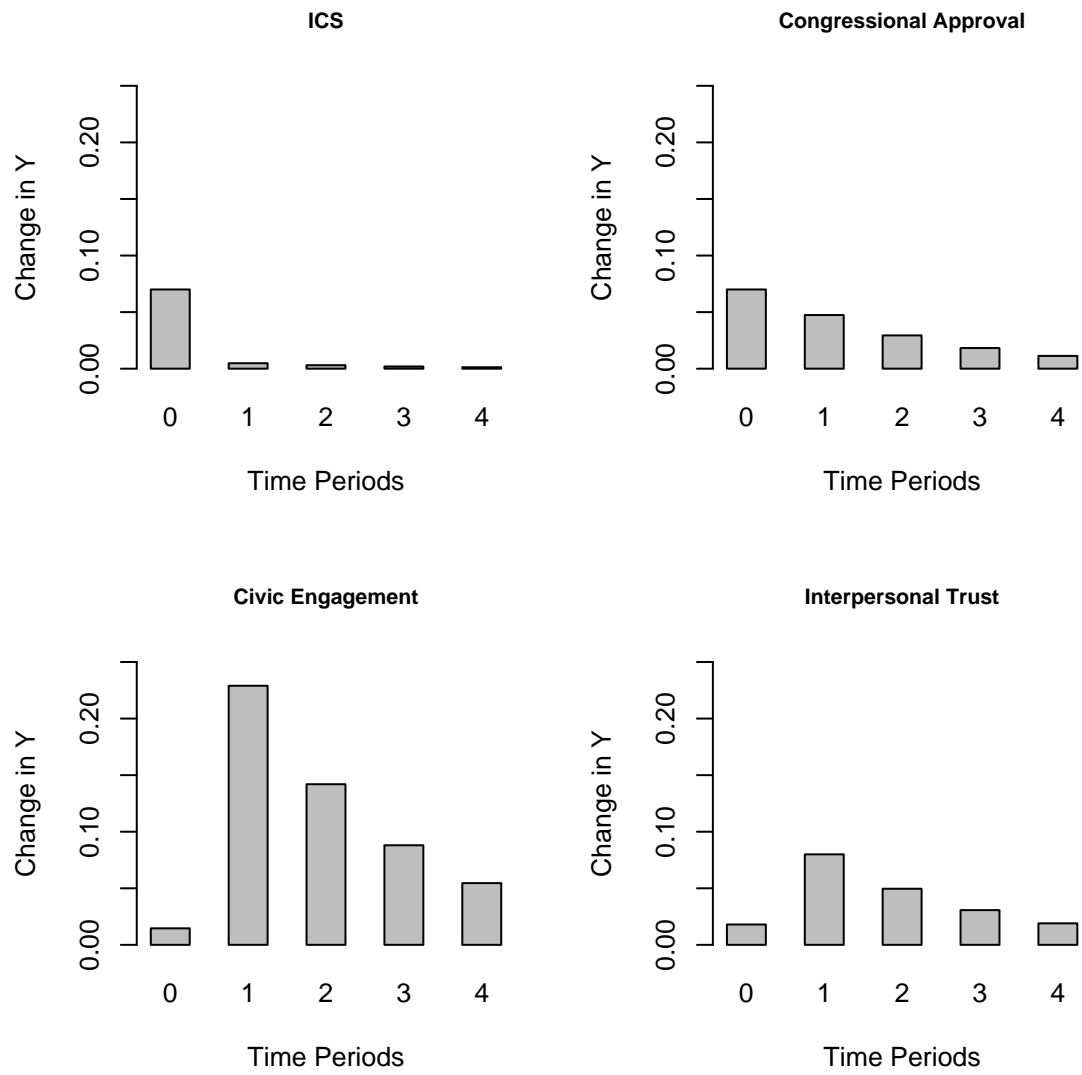 ICS
Change in Y
0.00 0.10 0.20
0 1 2 3 4
Time Periods
Congressional Approval
Change in Y
0.00 0.10 0.20
0 1 2 3 4
Time Periods
Civic Engagement
Change in Y
0.00 0.10 0.20
0 1 2 3 4
Time Periods
Interpersonal Trust
Change in Y
0.00 0.10 0.20
0 1 2 3 4
Time Periods